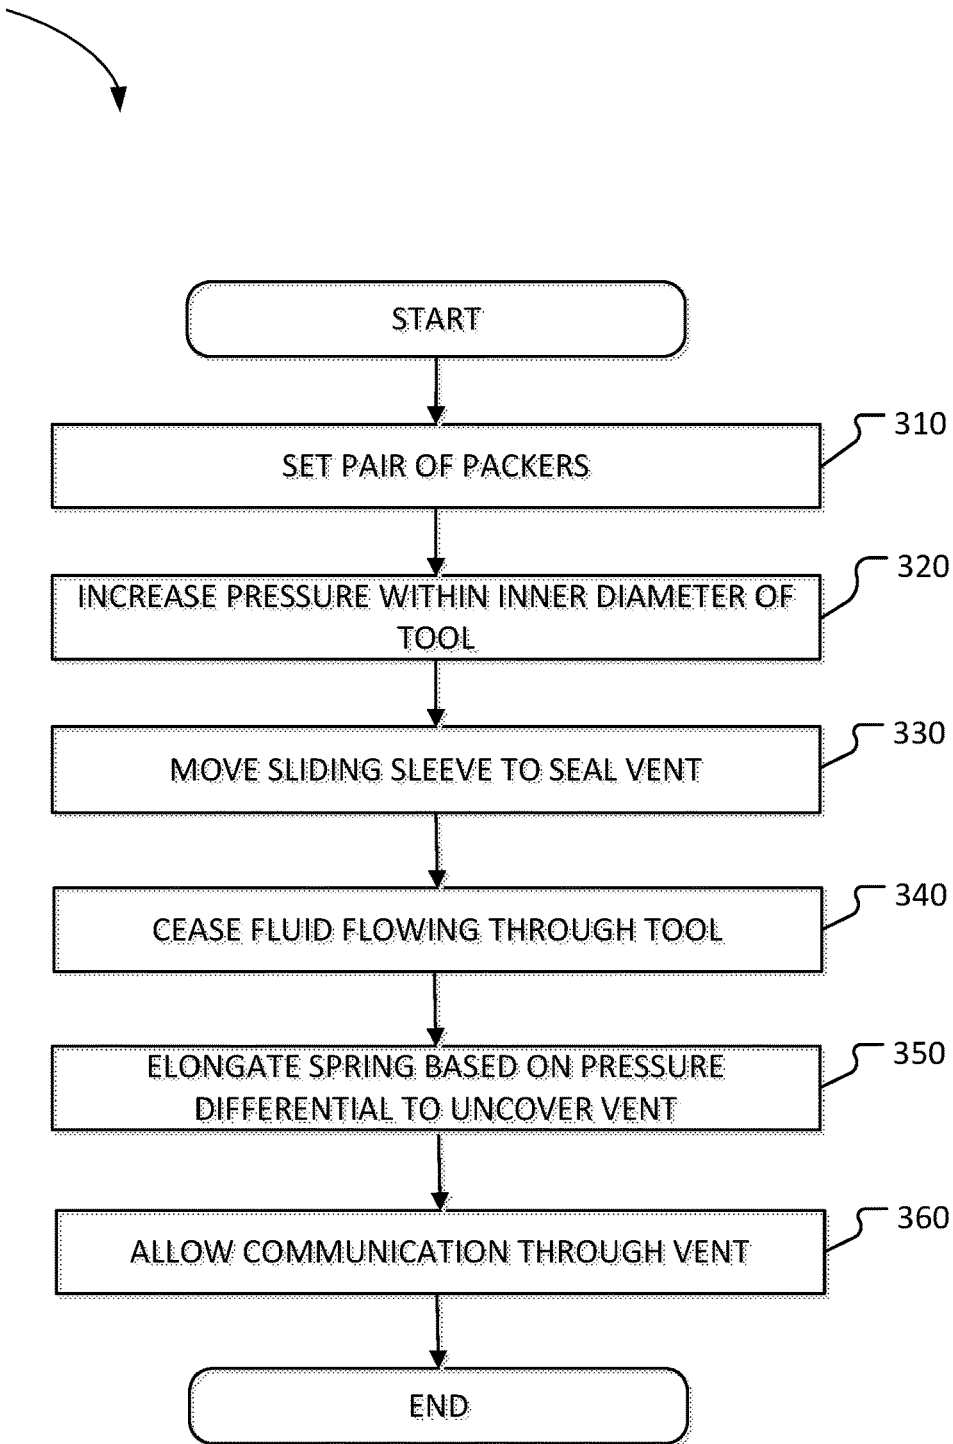 START
310
SET PAIR OF PACKERS
320
INCREASE PRESSURE WITHIN INNER DIAMETER OF
TOOL
330
MOVE SLIDING SLEEVE TO SEAL VENT
340
CEASE FLUID FLOWING THROUGH TOOL
350
ELONGATE SPRING BASED ON PRESSURE
DIFFERENTIAL TO UNCOVER VENT
360
ALLOW COMMUNICATION THROUGH VENT
END